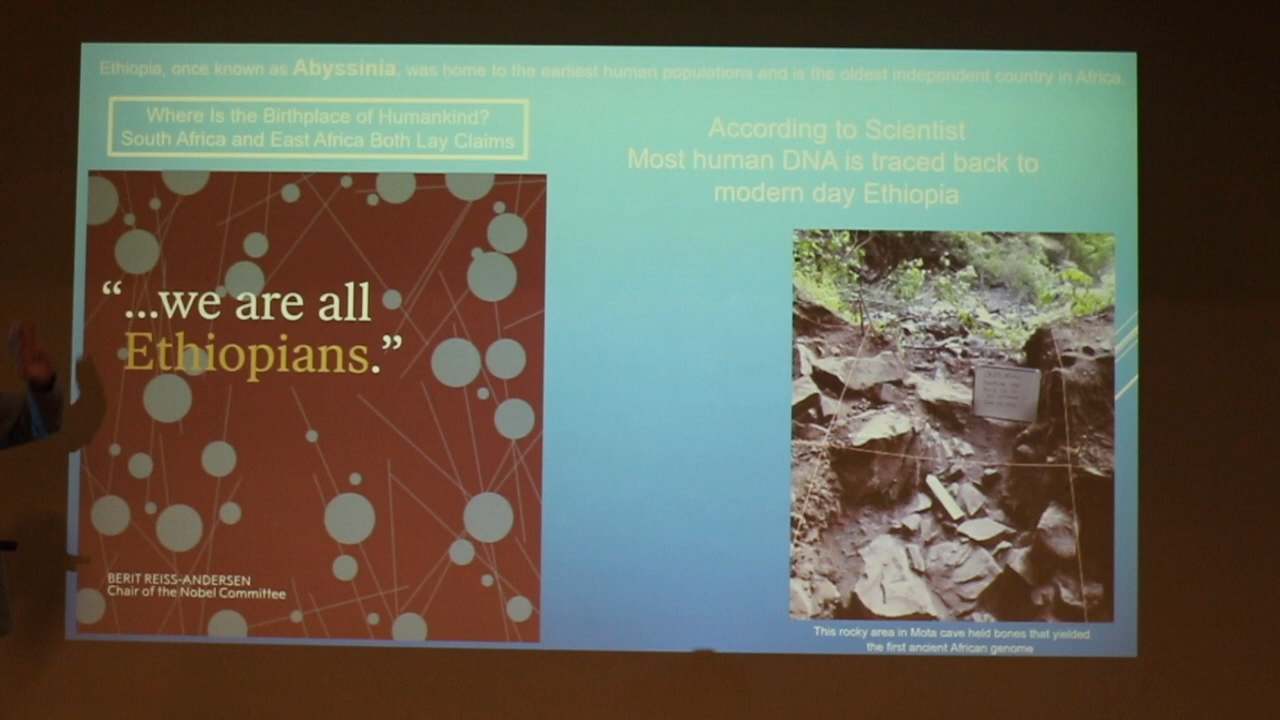 Ethiopia, once known as Abyssinia, was home to the earliest human populations and is the oldest independent country in Africa.
Where Is the Birthplace of Humankind?
South Africa and East Africa Both Lay Claims
According to Scientist
Most human DNA is traced back to
modern day Ethiopia
“...we are all
Ethiopians.”
BERIT REISS-ANDERSEN
Chair of the Nobel Committee
This rocky area in Mota cave held bones that yielded
the first ancient African genome